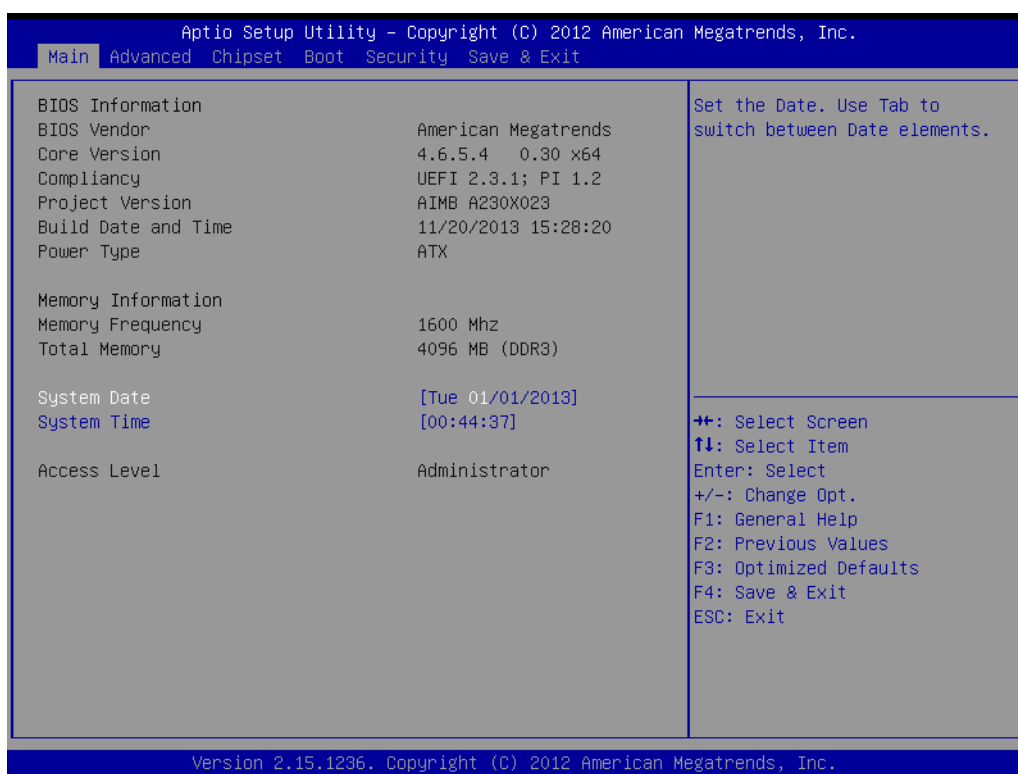 Aptio Setup Utility – Copyright (C) 2012 American Megatrends, Inc.
Main Advanced Chipset Boot Security Save & Exit
BIOS Information
BIOS Vendor American Megatrends
Core Version 4.6.5.4 0.30 x64
Compliancy UEFI 2.3.1; PI 1.2
Project Version AIMB A230X023
Build Date and Time 11/20/2013 15:28:20
Power Type ATX
Memory Information
Memory Frequency 1600 Mhz
Total Memory 4096 MB (DDR3)
System Date [Tue 01/01/2013]
System Time [00:44:37]
Access Level Administrator
Set the Date. Use Tab to
switch between Date elements.
→←: Select Screen
↑↓: Select Item
Enter: Select
+/-: Change Opt.
F1: General Help
F2: Previous Values
F3: Optimized Defaults
F4: Save & Exit
ESC: Exit
Version 2.15.1236. Copyright (C) 2012 American Megatrends, Inc.